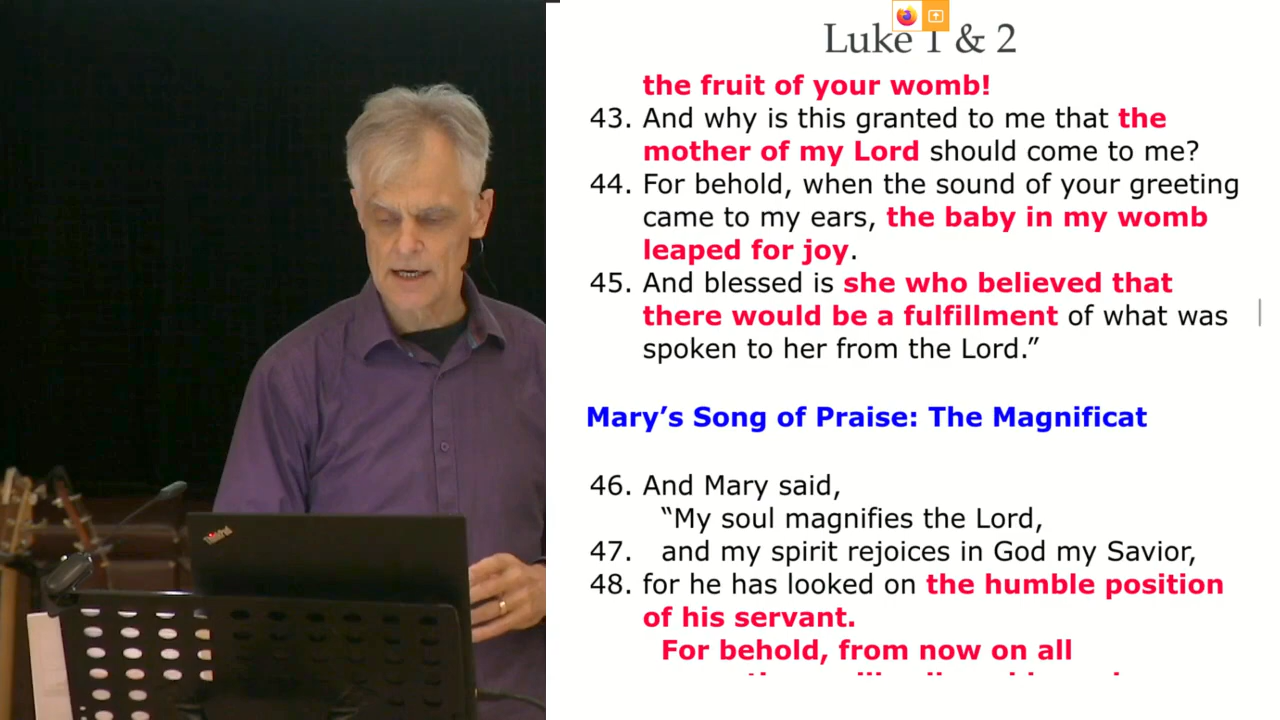 Luke 1 & 2
the fruit of your womb!
43. And why is this granted to me that the
mother of my Lord should come to me?
44. For behold, when the sound of your greeting
came to my ears, the baby in my womb
leaped for joy.
45. And blessed is she who believed that
there would be a fulfillment of what was
spoken to her from the Lord.”
Mary’s Song of Praise: The Magnificat
46. And Mary said,
“My soul magnifies the Lord,
47. and my spirit rejoices in God my Savior,
48. for he has looked on the humble position
of his servant.
For behold, from now on all
ThinkPad